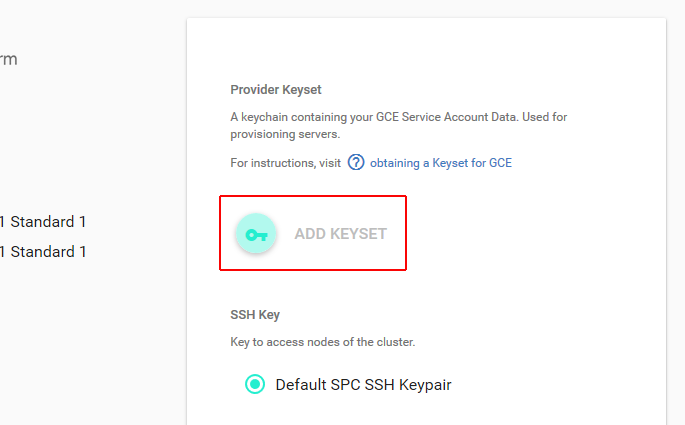 rm
Provider Keyset
A keychain containing your GCE Service Account Data. Used for
provisioning servers.
For instructions, visit ? obtaining a Keyset for GCE
1 Standard 1
ADD KEYSET
1 Standard 1
SSH Key
Key to access nodes of the cluster.
Default SPC SSH Keypair